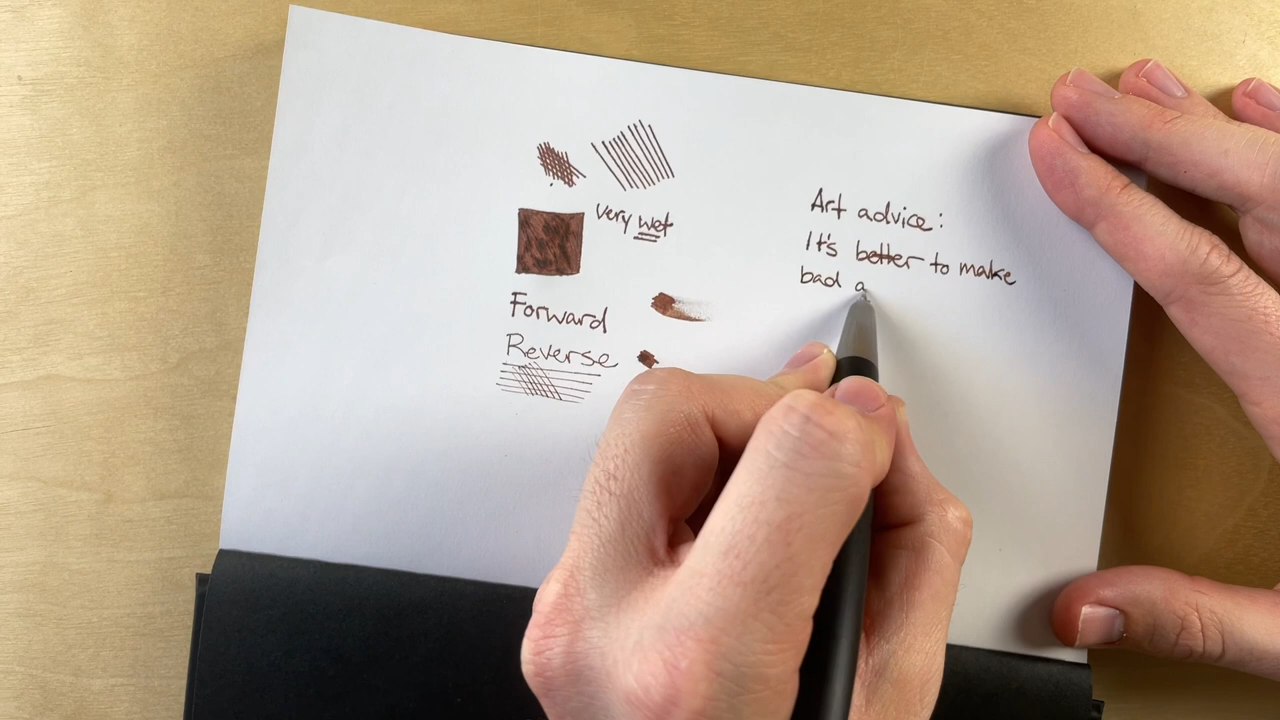 very wet
Forward
Reverse
Art advice:
It's better to make
bad a